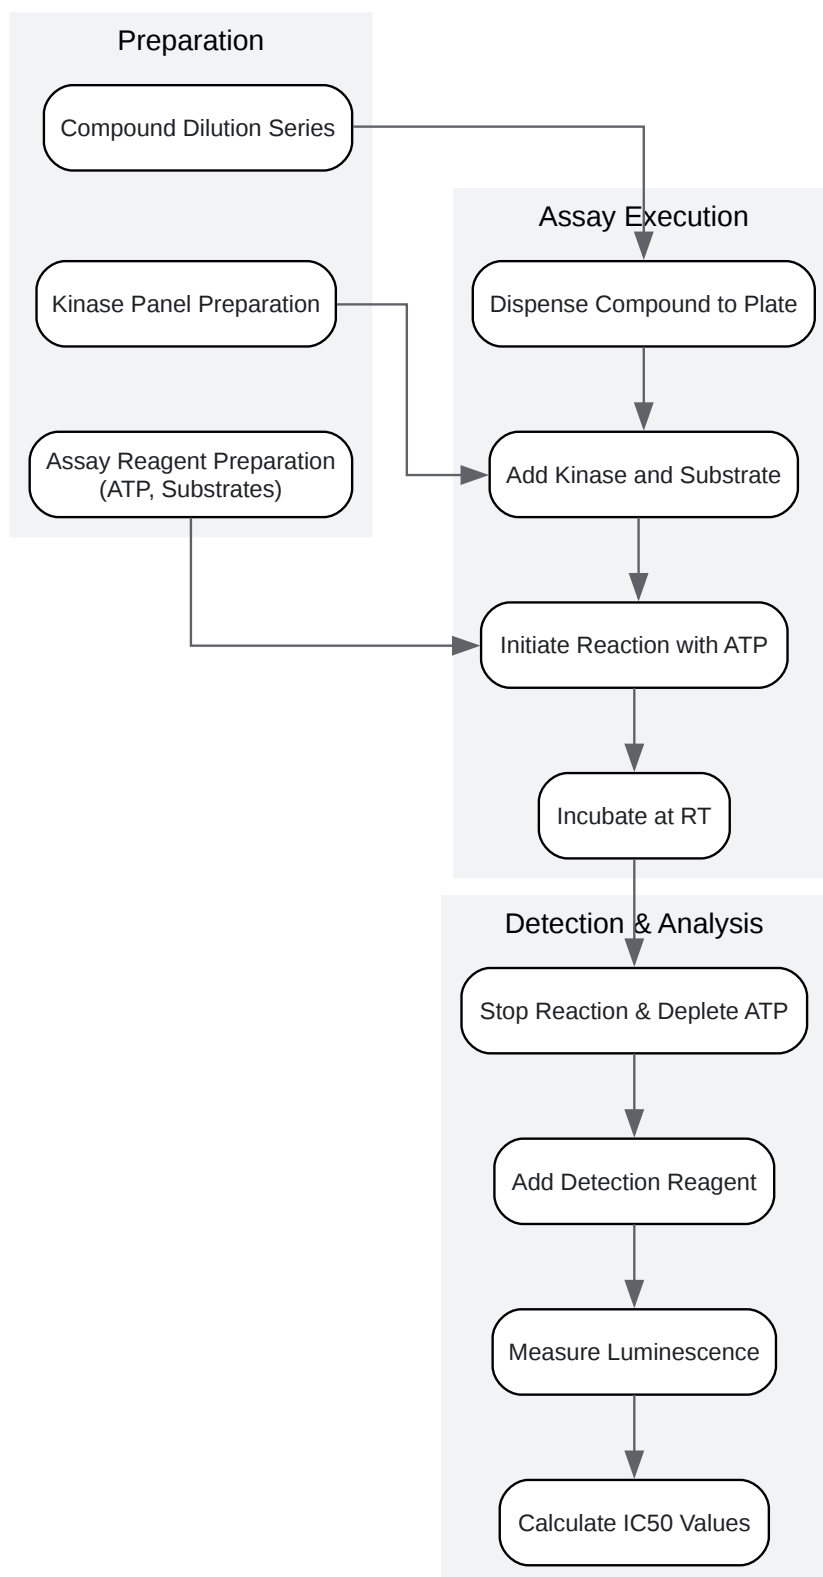 Preparation
Compound Dilution Series
Kinase Panel Preparation
Assay Reagent Preparation
(ATP, Substrates)
Assay Execution
Dispense Compound to Plate
Add Kinase and Substrate
Initiate Reaction with ATP
Incubate at RT
Detection & Analysis
Stop Reaction & Deplete ATP
Add Detection Reagent
Measure Luminescence
Calculate IC50 Values